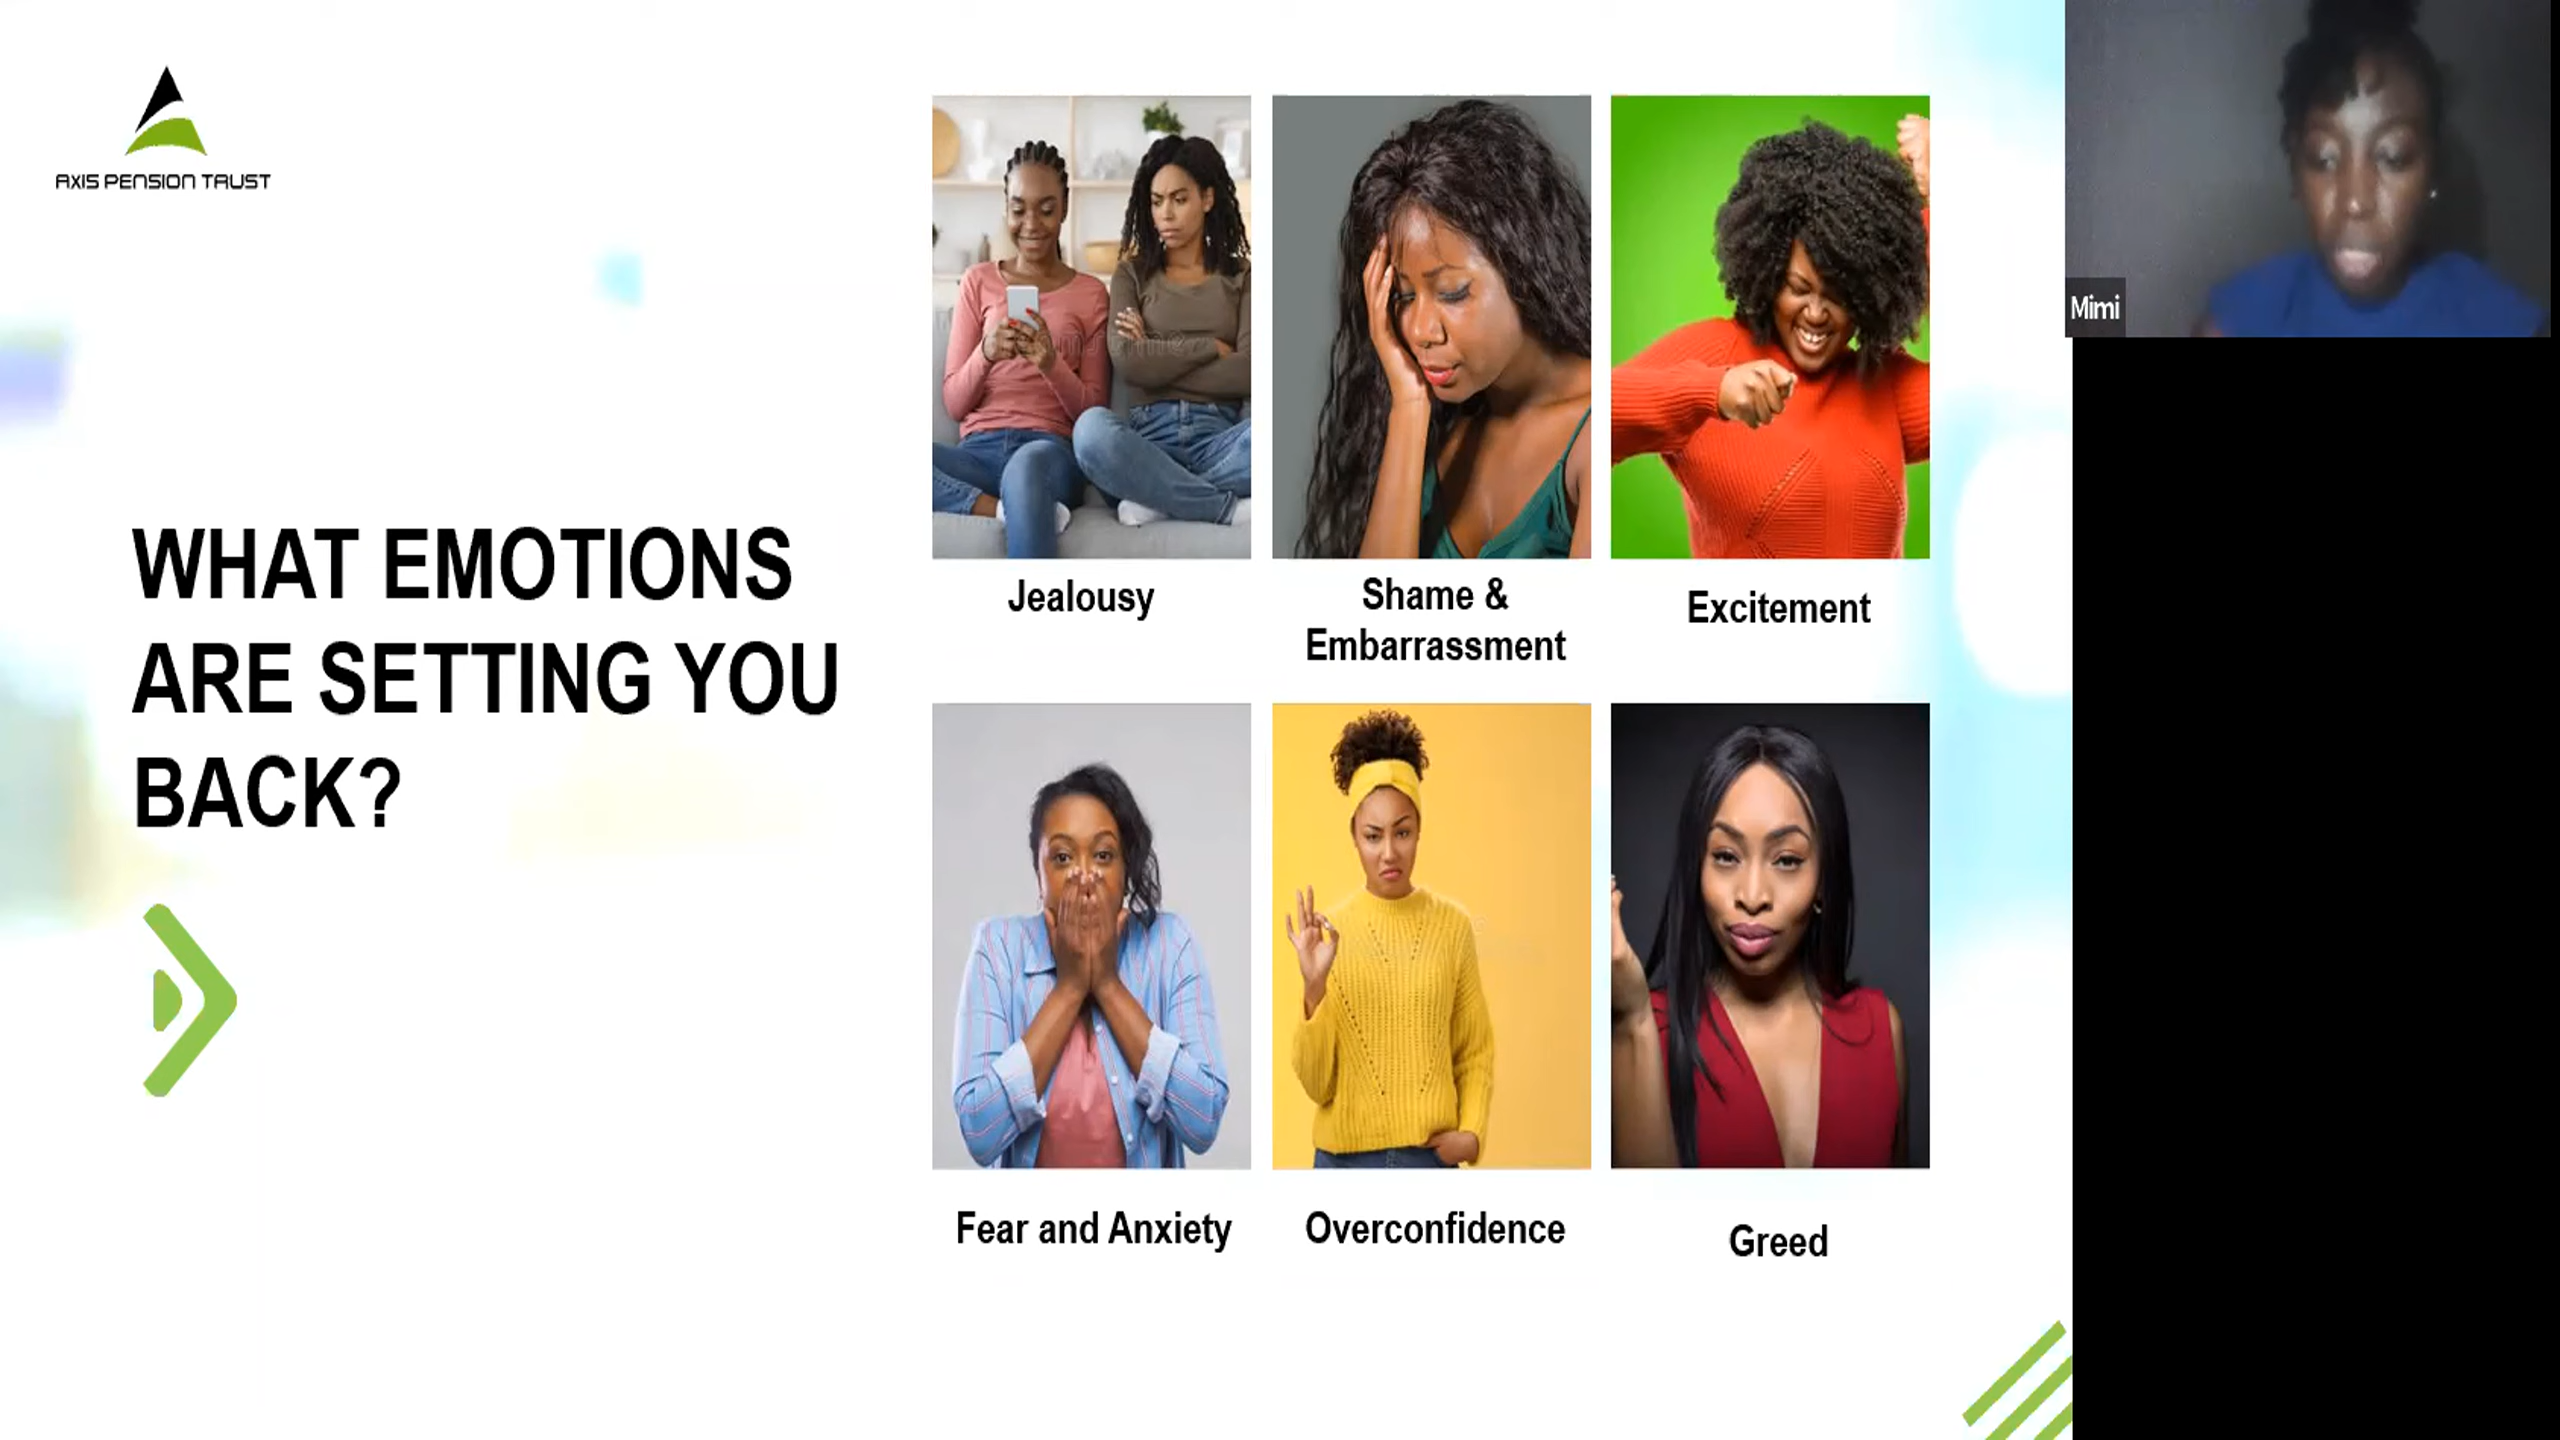 AXIS PENSION TRUST
WHAT EMOTIONS
ARE SETTING YOU
BACK?
Jealousy
Shame &
Embarrassment
Excitement
Fear and Anxiety
Overconfidence
Greed
Mimi